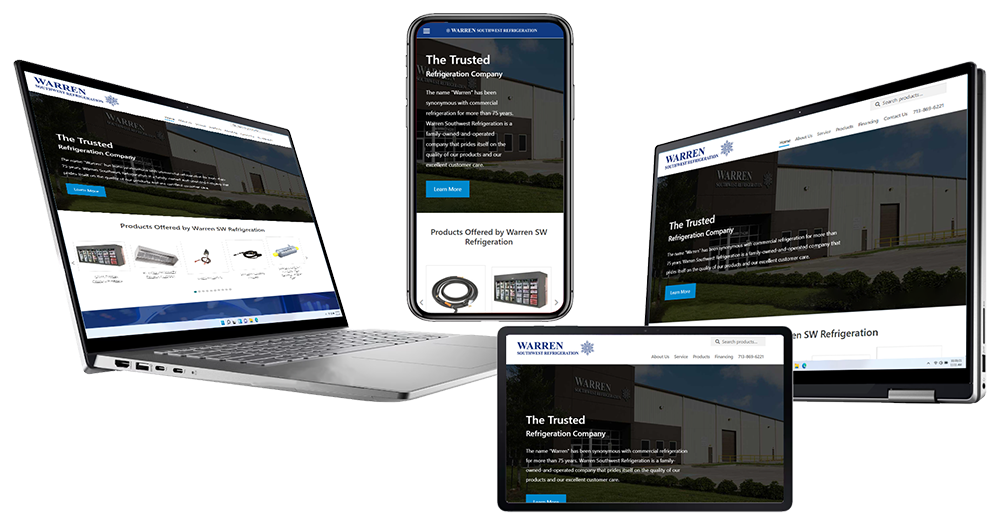 WARREN
SOUTHWEST REFRIGERATION
Home
WARREN
The Trusted
Refrigeration Company
Learn More
Products Offered by Warren SW Refrigeration
WARREN SOUTHWEST REFRIGERATION
The Trusted
Refrigeration Company
The name "Warren" has been
synonymous with commercial
refrigeration for more than 75 years.
Warren Southwest Refrigeration is a
family-owned-and-operated
company that prides itself on the
quality of our products and our
excellent customer care.
Learn More
Products Offered by Warren SW
Refrigeration
Search products...
WARREN
SOUTHWEST REFRIGERATION
Home About Us Service Products Financing Contact Us 713-869-6221
WARREN
SOUTHWEST REFRIGERATION
The Trusted
Refrigeration Company
The name "Warren" has been synonymous with commercial refrigeration for more than
75 years. Warren Southwest Refrigeration is a family-owned-and-operated company that
prides itself on the quality of our products and our excellent customer care.
Learn More
Warren SW Refrigeration
WARREN
SOUTHWEST REFRIGERATION
Search products...
About Us Service Products Financing 713-869-6221
WARREN
SOUTHWEST REFRIGERATION
The Trusted
Refrigeration Company
The name "Warren" has been synonymous with commercial refrigeration
for more than 75 years. Warren Southwest Refrigeration is a family-
owned-and-operated company that prides itself on the quality of our
products and our excellent customer care.
Learn More